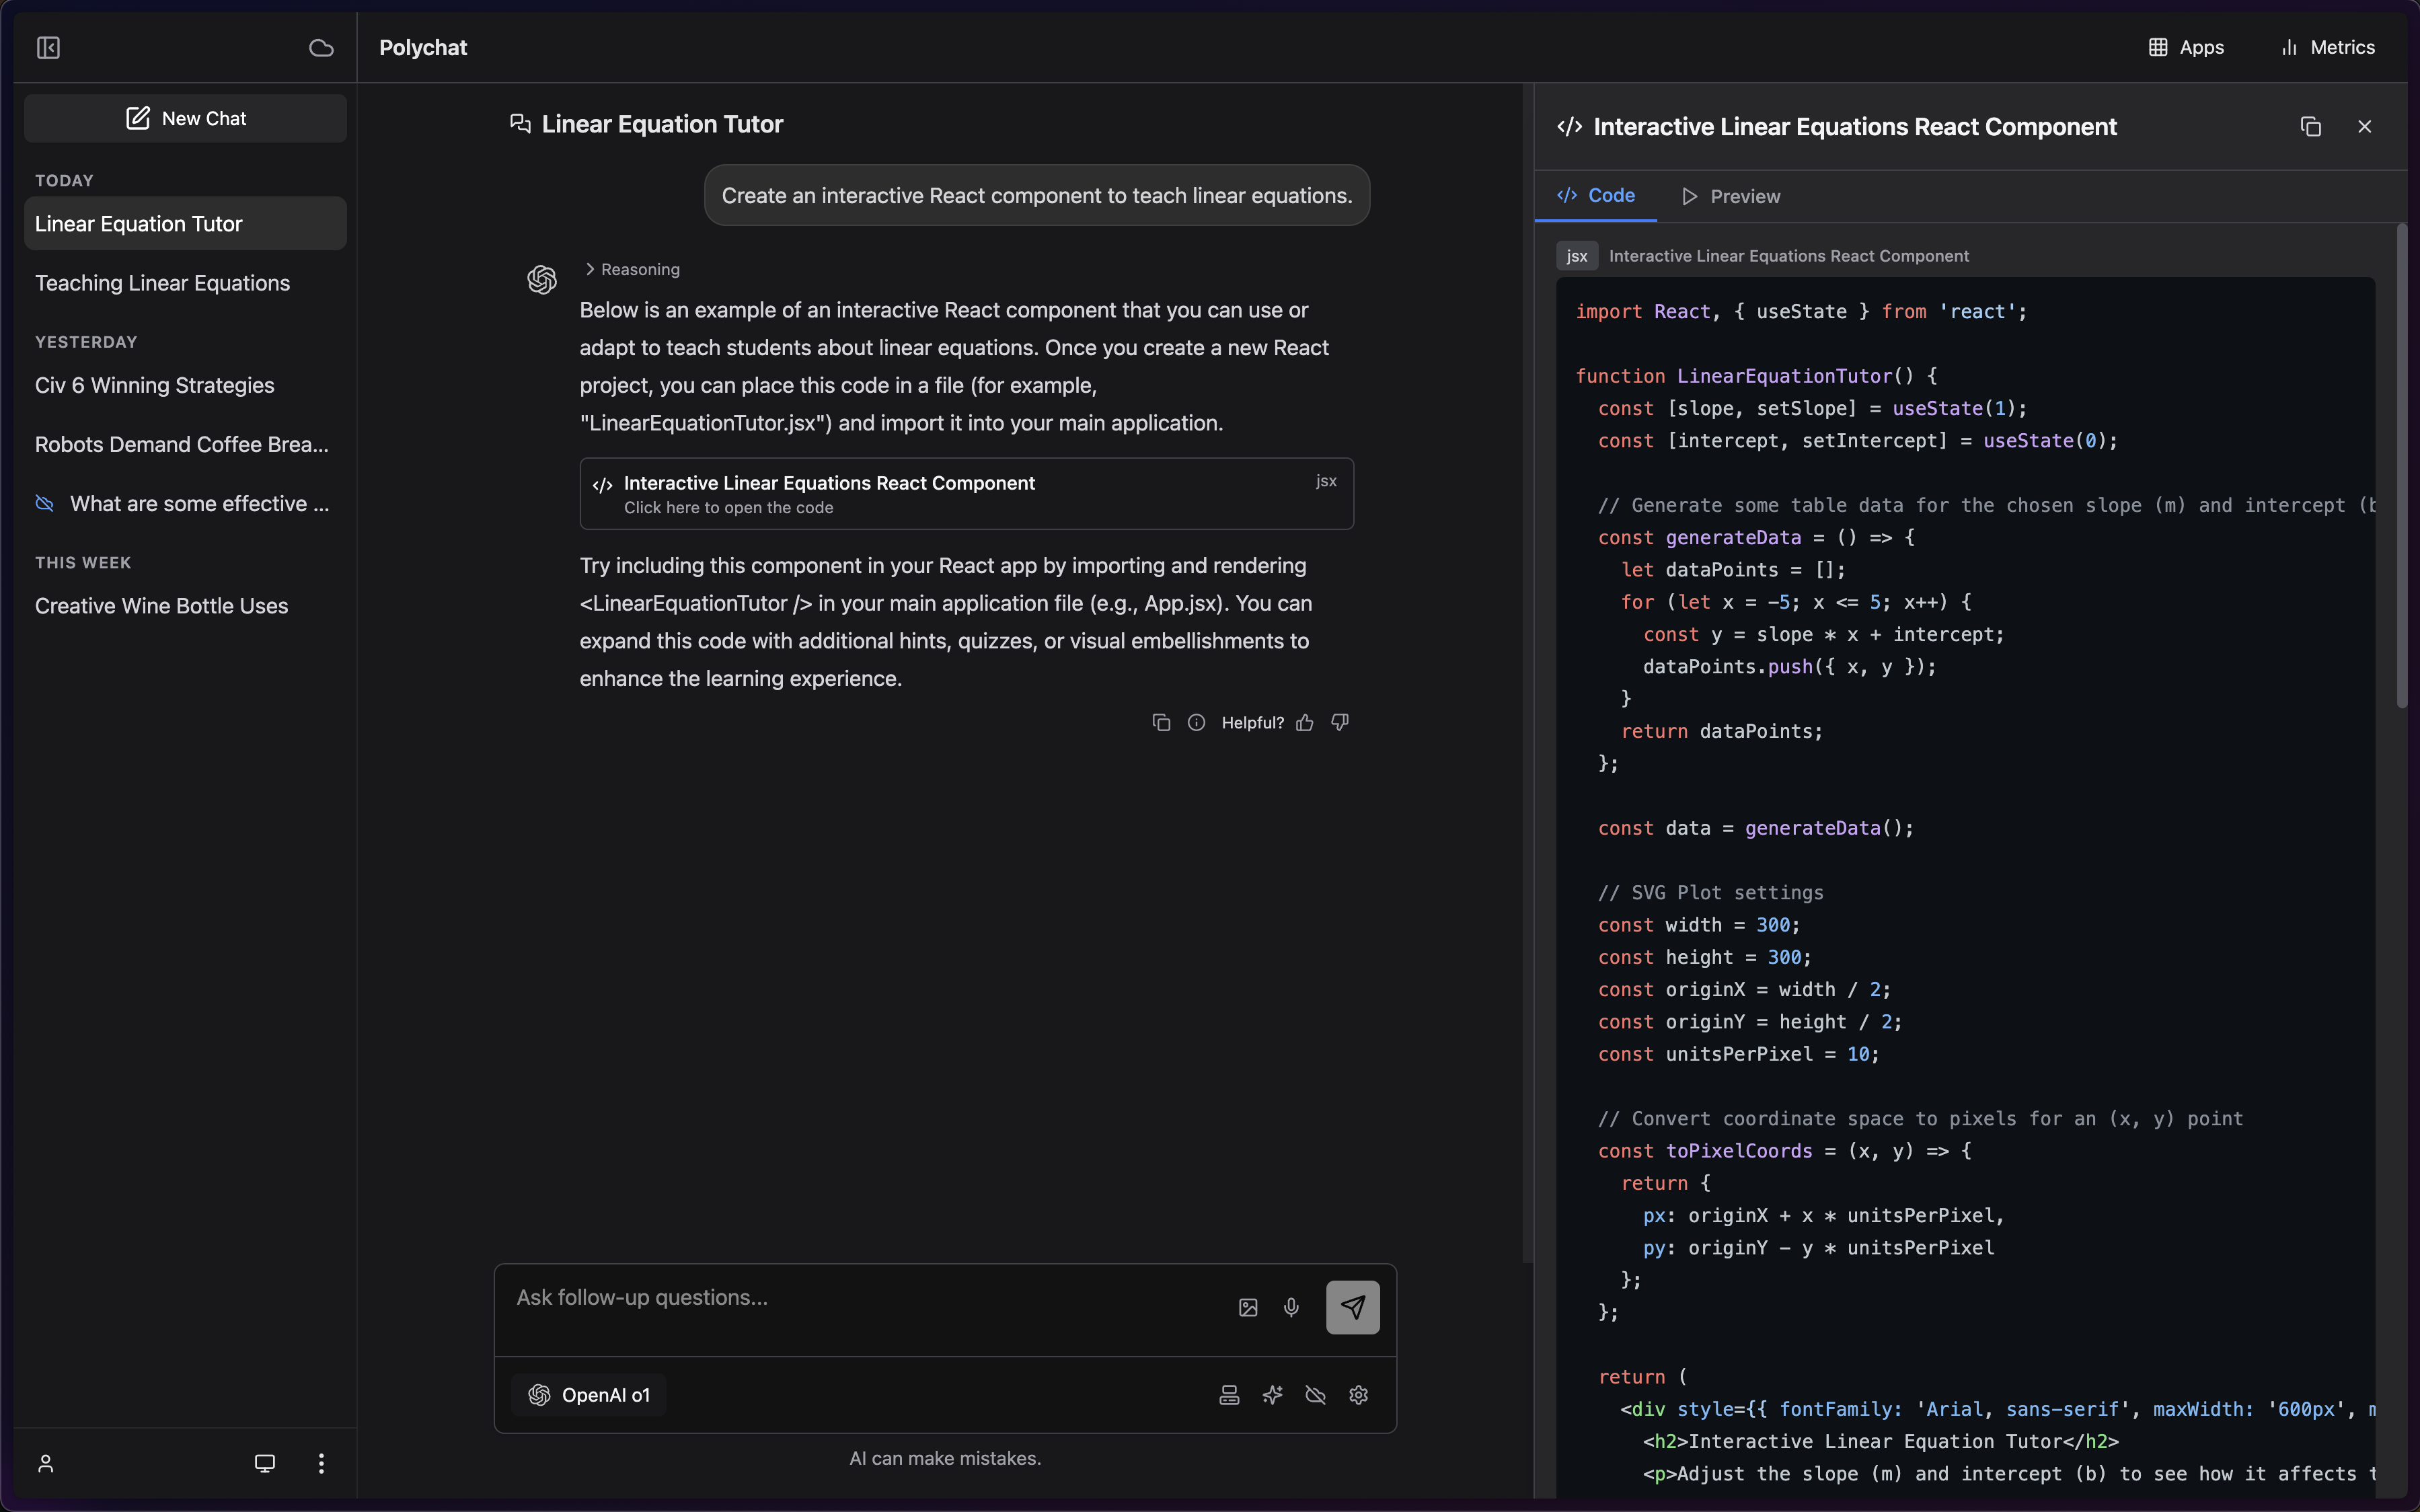 Polychat
Apps
Metrics
New Chat
TODAY
Linear Equation Tutor
Teaching Linear Equations
YESTERDAY
Civ 6 Winning Strategies
Robots Demand Coffee Brea...
What are some effective ...
THIS WEEK
Creative Wine Bottle Uses
Linear Equation Tutor
Create an interactive React component to teach linear equations.
Reasoning
Below is an example of an interactive React component that you can use or
adapt to teach students about linear equations. Once you create a new React
project, you can place this code in a file (for example,
"LinearEquationTutor.jsx") and import it into your main application.
</> Interactive Linear Equations React Component
jsx
Click here to open the code
Try including this component in your React app by importing and rendering
<LinearEquationTutor /> in your main application file (e.g., App.jsx). You can
expand this code with additional hints, quizzes, or visual embellishments to
enhance the learning experience.
Helpful?
Ask follow-up questions...
OpenAI o1
AI can make mistakes.
</> Interactive Linear Equations React Component
</> Code
Preview
jsx
Interactive Linear Equations React Component
import React, { useState } from 'react';
function LinearEquationTutor() {
const [slope, setSlope] = useState(1);
const [intercept, setIntercept] = useState(0);
// Generate some table data for the chosen slope (m) and intercept (b
const generateData = () => {
let dataPoints = [];
for (let x = -5; x <= 5; x++) {
const y = slope * x + intercept;
dataPoints.push({ x, y });
}
return dataPoints;
};
const data = generateData();
// SVG Plot settings
const width = 300;
const height = 300;
const originX = width / 2;
const originY = height / 2;
const unitsPerPixel = 10;
// Convert coordinate space to pixels for an (x, y) point
const toPixelCoords = (x, y) => {
return {
px: originX + x * unitsPerPixel,
py: originY - y * unitsPerPixel
};
};
return (
<div style={{ fontFamily: 'Arial, sans-serif', maxWidth: '600px', m
<h2>Interactive Linear Equation Tutor</h2>
<p>Adjust the slope (m) and intercept (b) to see how it affects t